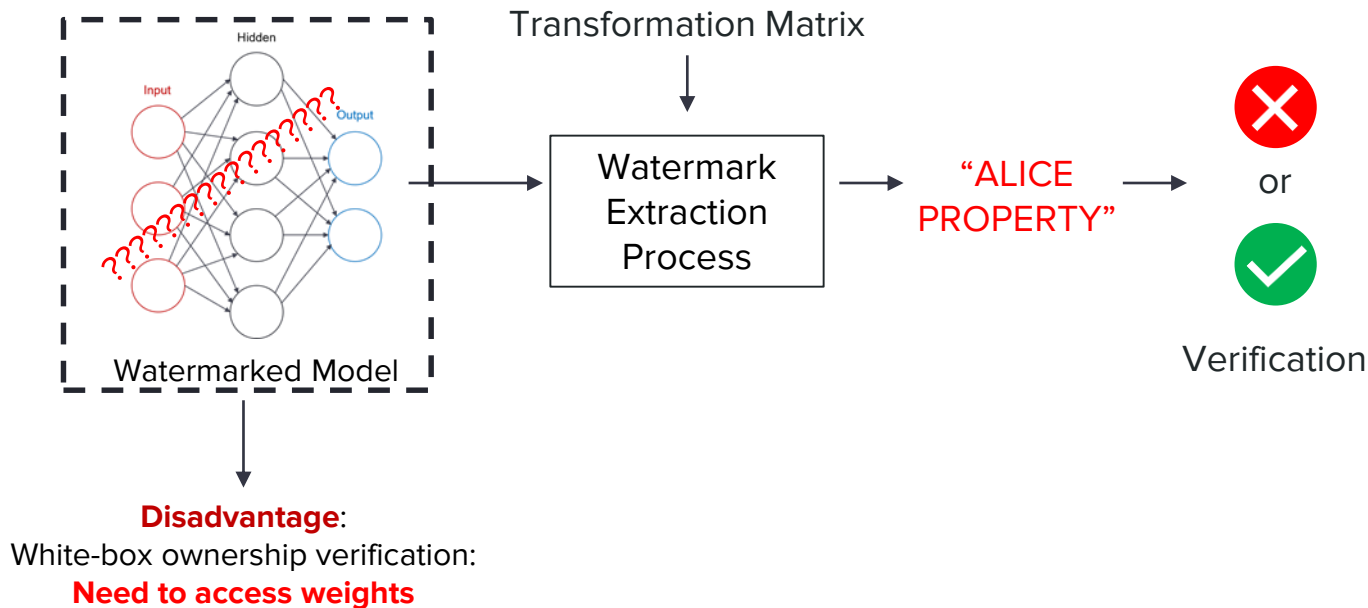 Transformation Matrix
Hidden
Input
Output
?????????????????????
Watermarked Model
Watermark
Extraction
Process
“ALICE
PROPERTY”
or
Verification
Disadvantage:
White-box ownership verification:
Need to access weights